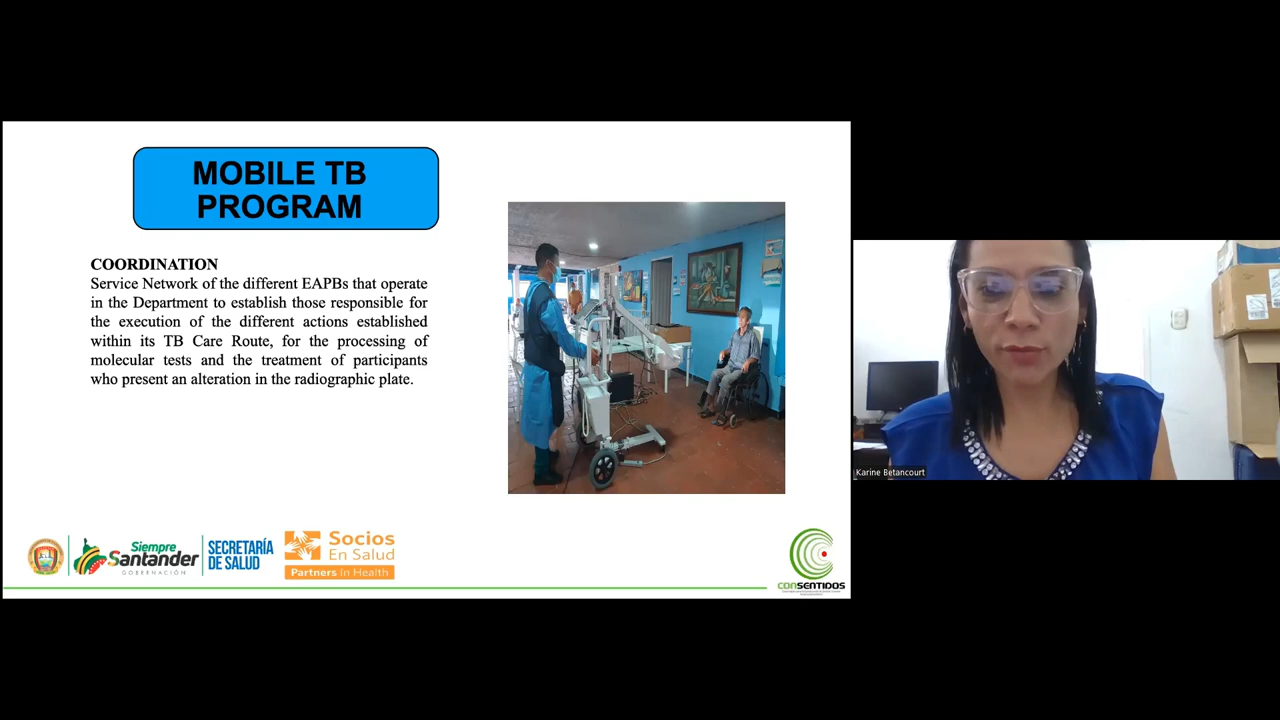 MOBILE TB
PROGRAM
COORDINATION
Service Network of the different EAPBs that operate
in the Department to establish those responsible for
the execution of the different actions established
within its TB Care Route, for the processing of
molecular tests and the treatment of participants
who present an alteration in the radiographic plate.
Siempre
Santander
GOBERNACIÓN
SECRETARÍA
DE SALUD
Socios
En Salud
Partners In Health
CONSENTIDOS
Karine Betancourt